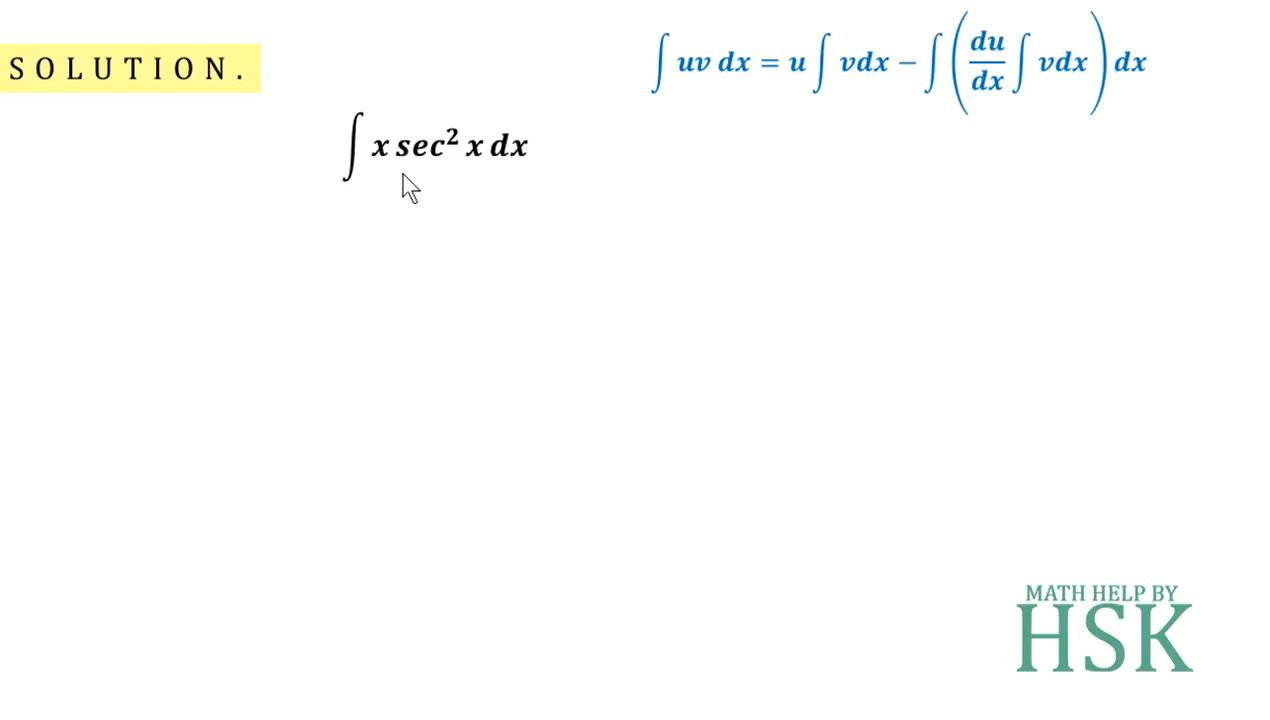 SOLUTION.
∫ uv dx = u ∫ vdx − ∫ (du/dx ∫ vdx) dx
∫ x sec² x dx
MATH HELP BY
HSK